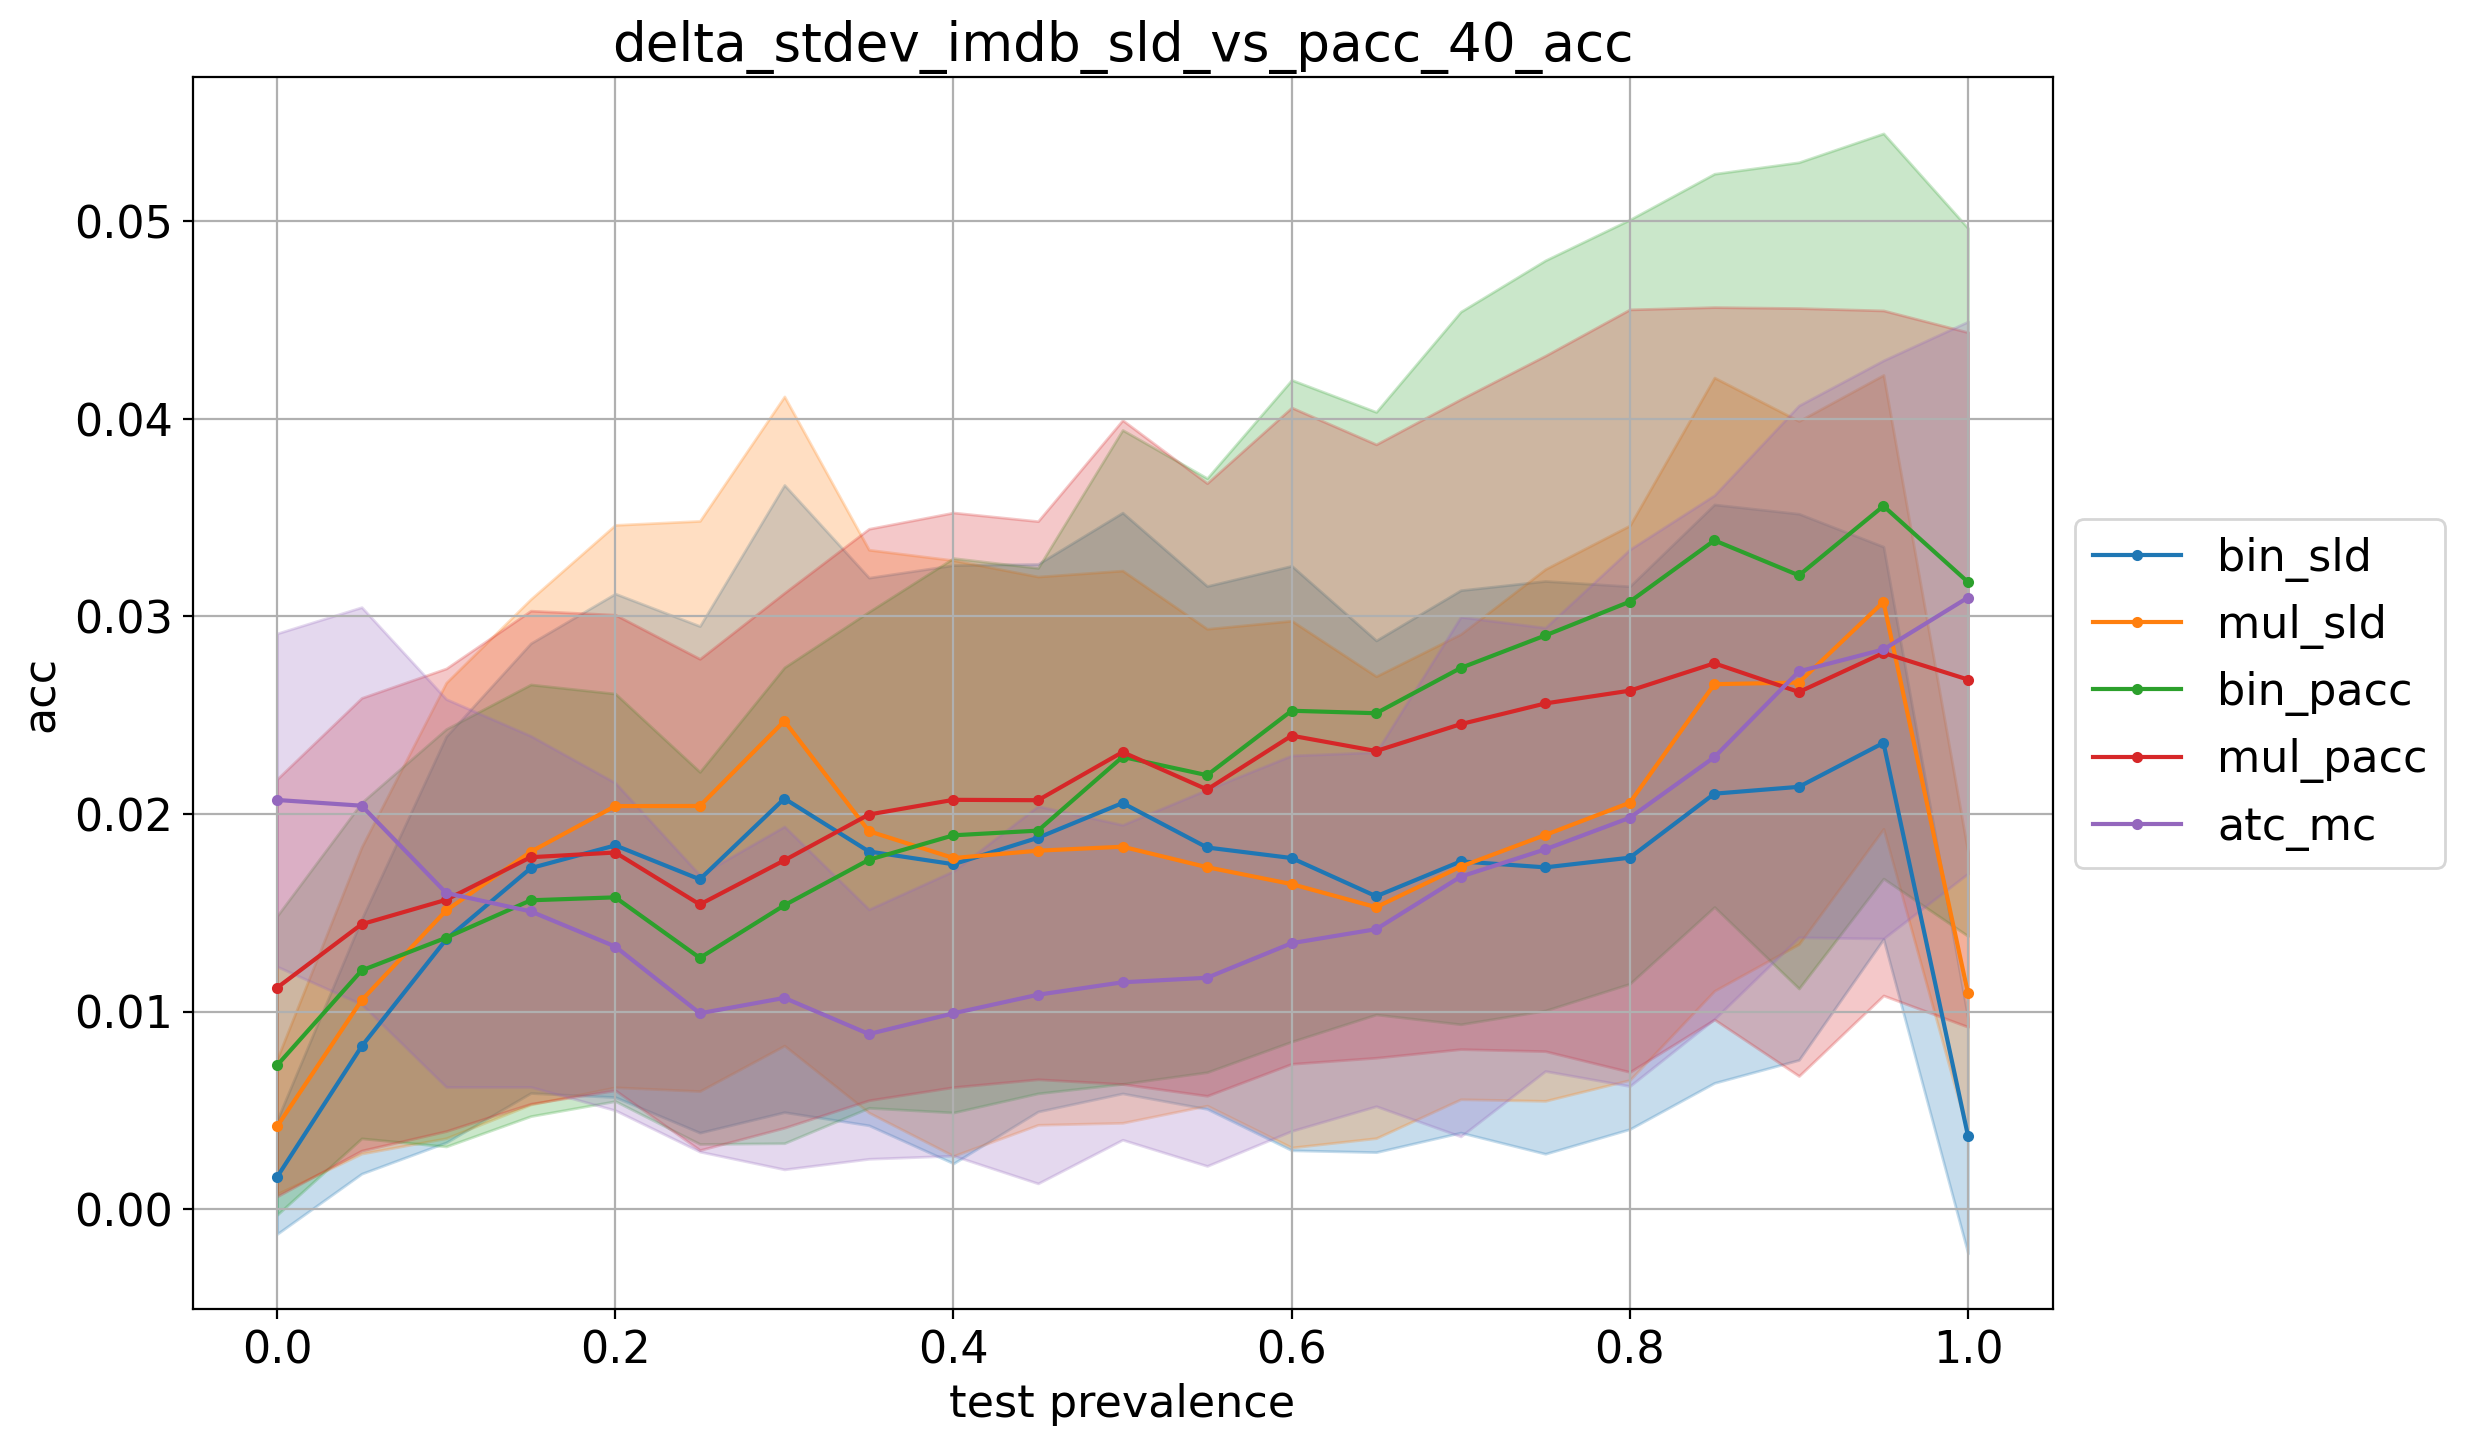 delta_stdev_imdb_sld_vs_pacc_40_acc
acc
0.05
0.04
0.03
0.02
0.01
0.00
0.0 0.2 0.4 0.6 0.8 1.0
test prevalence
bin_sld
mul_sld
bin_pacc
mul_pacc
atc_mc